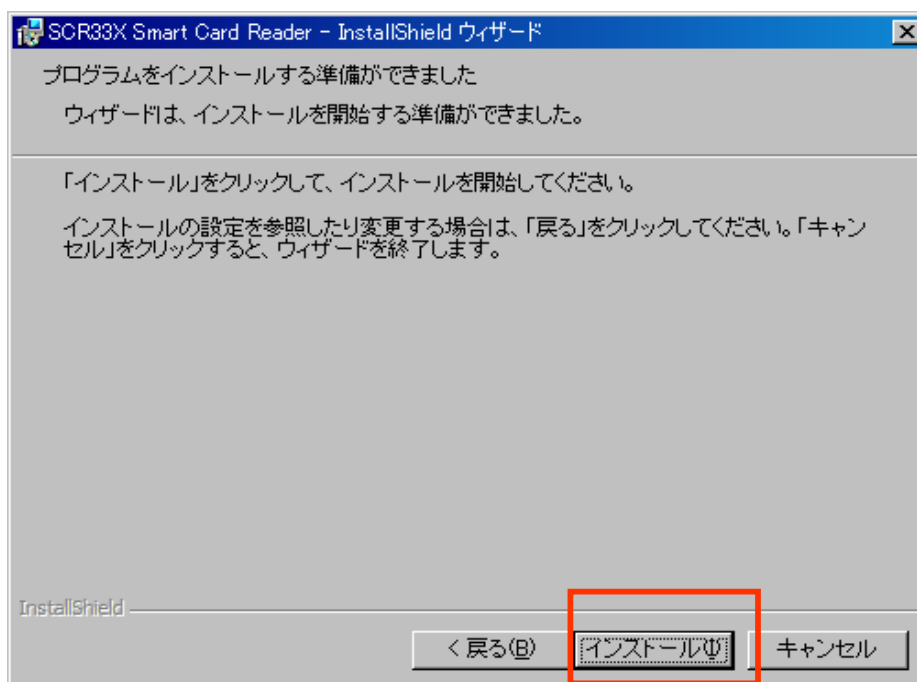 SCR33X Smart Card Reader - InstallShield ウィザード
プログラムをインストールする準備ができました
ウィザードは、インストールを開始する準備ができました。
「インストール」をクリックして、インストールを開始してください。
インストールの設定を参照したり変更する場合は、「戻る」をクリックしてください。「キャン
セル」をクリックすると、ウィザードを終了します。
InstallShield
< 戻る(B)
インストール(I)
キャンセル